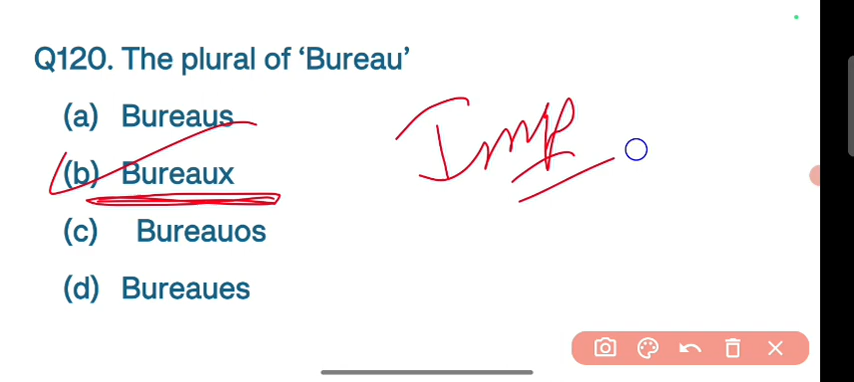 Q120. The plural of ‘Bureau’
(a) Bureaus
(b) Bureaux
Imp
(c) Bureauos
(d) Bureaues